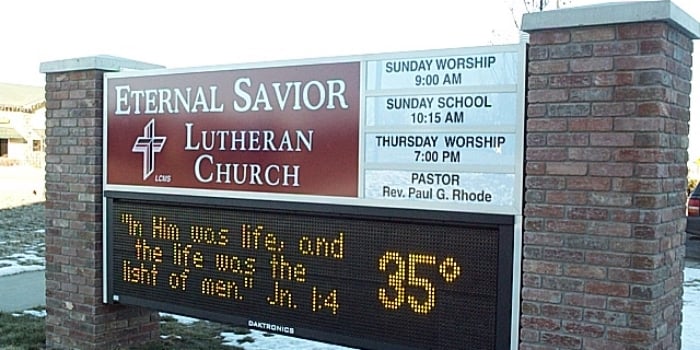 ETERNAL SAVIOR
LUTHERAN
CHURCH
LCMS
SUNDAY WORSHIP
9:00 AM
SUNDAY SCHOOL
10:15 AM
THURSDAY WORSHIP
7:00 PM
PASTOR
Rev. Paul G. Rhode
"In Him was life, and
the life was the
light of men." Jn. 1:4
35°
DAKTRONICS